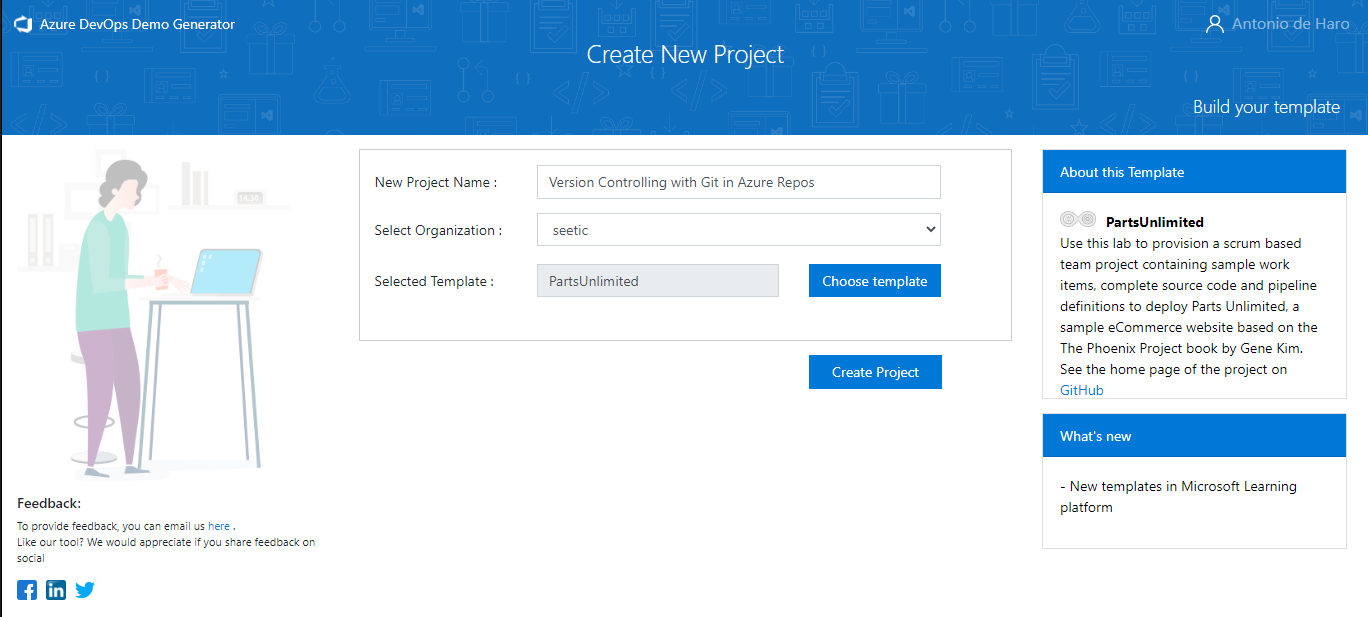 Azure DevOps Demo Generator
Antonio de Haro
Create New Project
Build your template
New Project Name :
Version Controlling with Git in Azure Repos
Select Organization :
seetic
Selected Template :
PartsUnlimited
Choose template
Create Project
About this Template
PartsUnlimited
Use this lab to provision a scrum based
team project containing sample work
items, complete source code and pipeline
definitions to deploy Parts Unlimited, a
sample eCommerce website based on the
The Phoenix Project book by Gene Kim.
See the home page of the project on
GitHub
What's new
- New templates in Microsoft Learning
platform
14:30
Feedback:
To provide feedback, you can email us here .
Like our tool? We would appreciate if you share feedback on
social